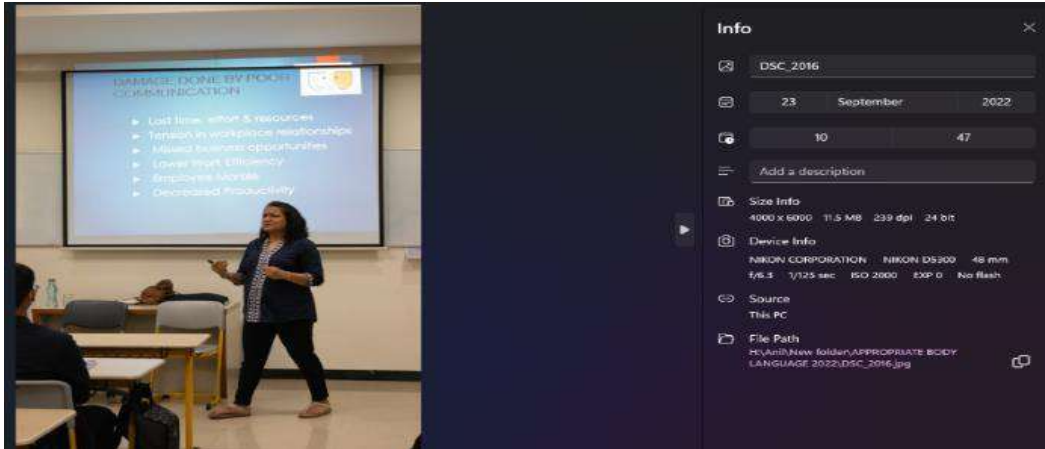 DAMAGE DONE BY POOR
COMMUNICATION
Lost time, effort & resources
Tension in workplace relationships
Missed business opportunities
Lower Work Efficiency
Employee Morale
Decreased Productivity
Info
DSC_2016
23 September 2022
10 47
Add a description
Size Info
4000 x 6000 11.5 MB 239 dpi 24 bit
Device Info
NIKON CORPORATION NIKON D5300 48 mm
f/6.3 1/125 sec ISO 2000 EXP 0 No flash
Source
This PC
File Path
H:\Anil\New folder\APPROPRIATE BODY
LANGUAGE 2022\DSC_2016.jpg